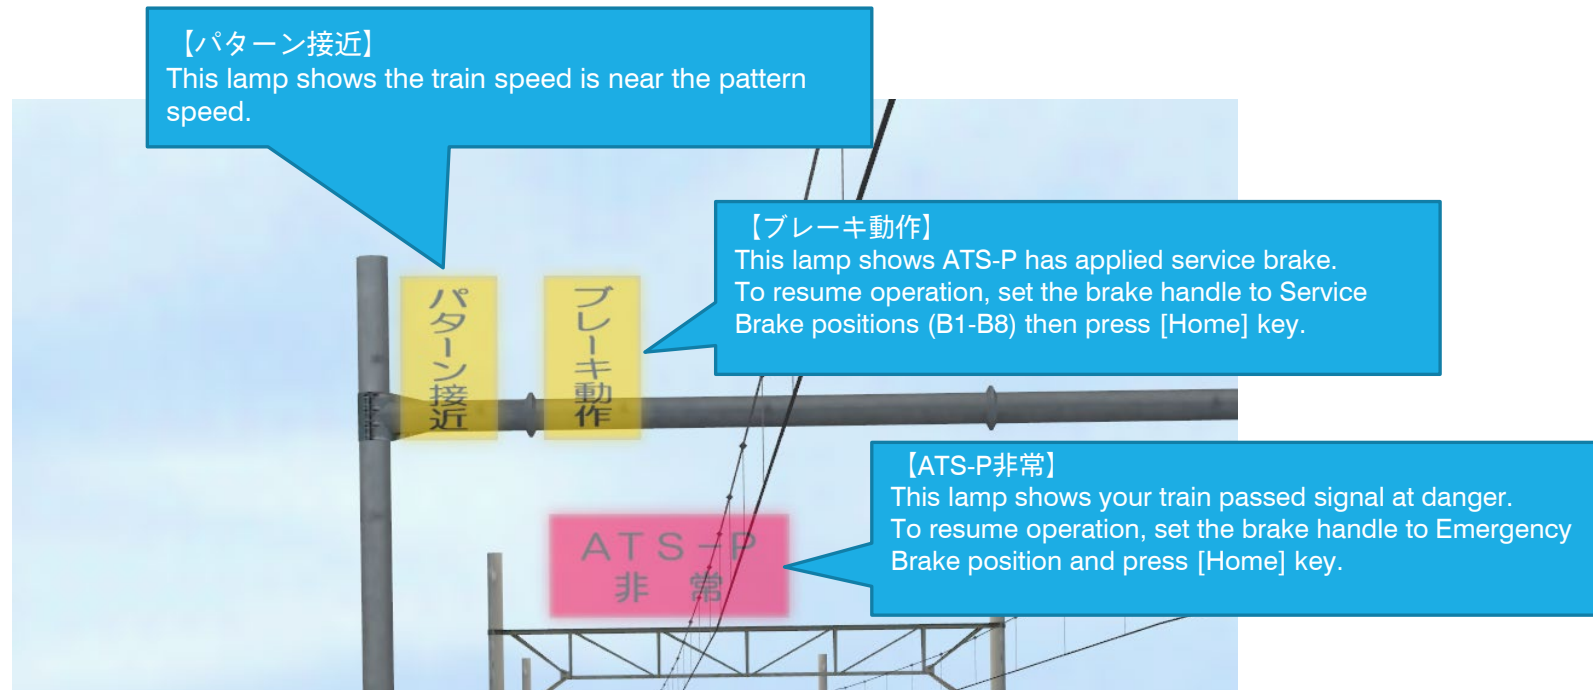 【パターン接近】
This lamp shows the train speed is near the pattern
speed.
【ブレーキ動作】
This lamp shows ATS-P has applied service brake.
To resume operation, set the brake handle to Service
Brake positions (B1-B8) then press [Home] key.
パターン接近
ブレーキ動作
【ATS-P非常】
This lamp shows your train passed signal at danger.
To resume operation, set the brake handle to Emergency
Brake position and press [Home] key.
ATS-P
非常